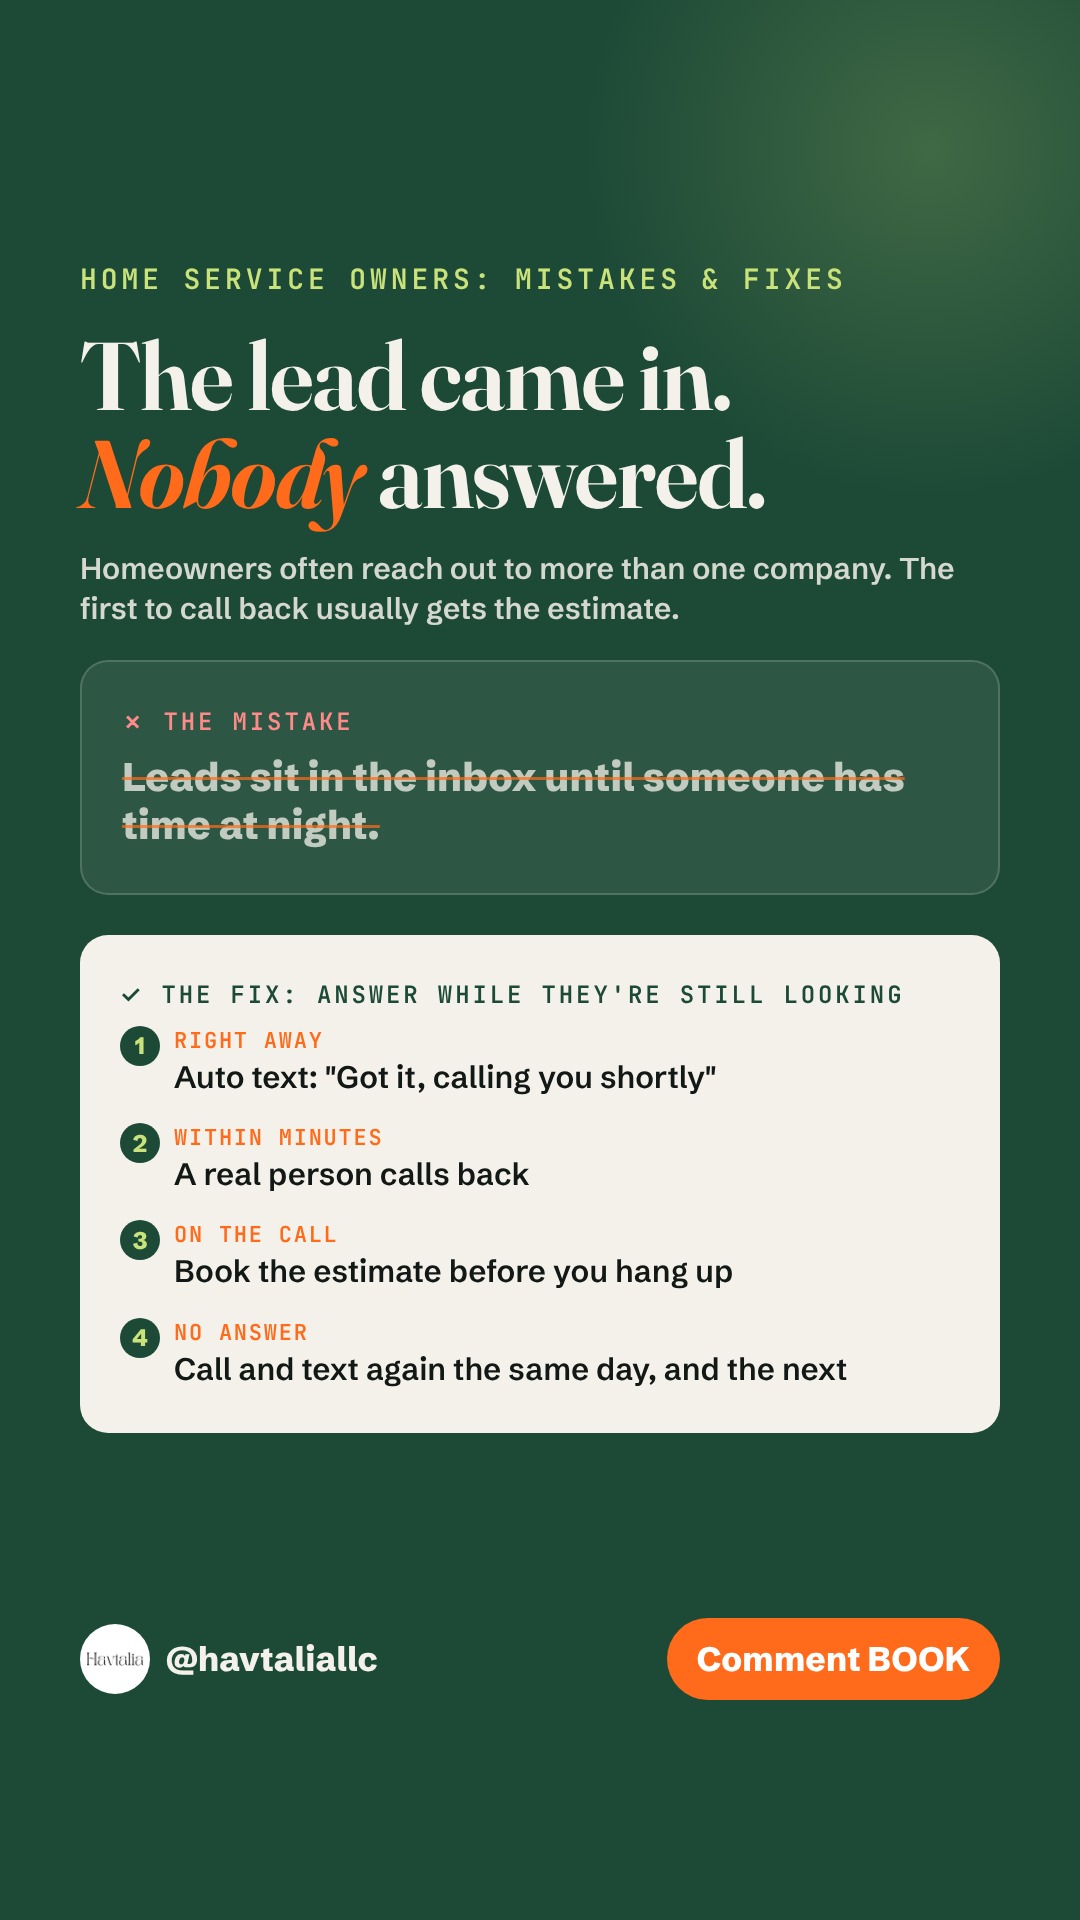 HOME SERVICE OWNERS: MISTAKES & FIXES
The lead came in.
Nobody answered.
Homeowners often reach out to more than one company. The
first to call back usually gets the estimate.
× THE MISTAKE
Leads sit in the inbox until someone has
time at night.
✓ THE FIX: ANSWER WHILE THEY'RE STILL LOOKING
1 RIGHT AWAY
Auto text: "Got it, calling you shortly"
2 WITHIN MINUTES
A real person calls back
3 ON THE CALL
Book the estimate before you hang up
4 NO ANSWER
Call and text again the same day, and the next
Havtalia @havtaliallc
Comment BOOK